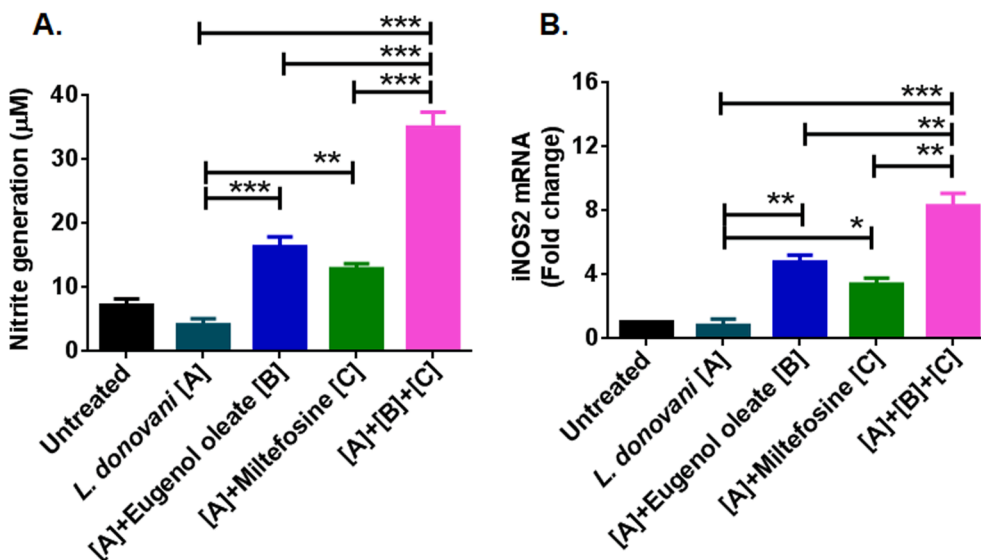 A.
***
***
***
**
***
Nitrite generation (µM)
40
30
20
10
0
Untreated
L. donovani [A]
[A]+Eugenol oleate [B]
[A]+Miltefosine [C]
[A]+[B]+[C]
B.
***
**
**
**
*
iNOS2 mRNA
(Fold change)
16
12
8
4
0
Untreated
L. donovani [A]
[A]+Eugenol oleate [B]
[A]+Miltefosine [C]
[A]+[B]+[C]